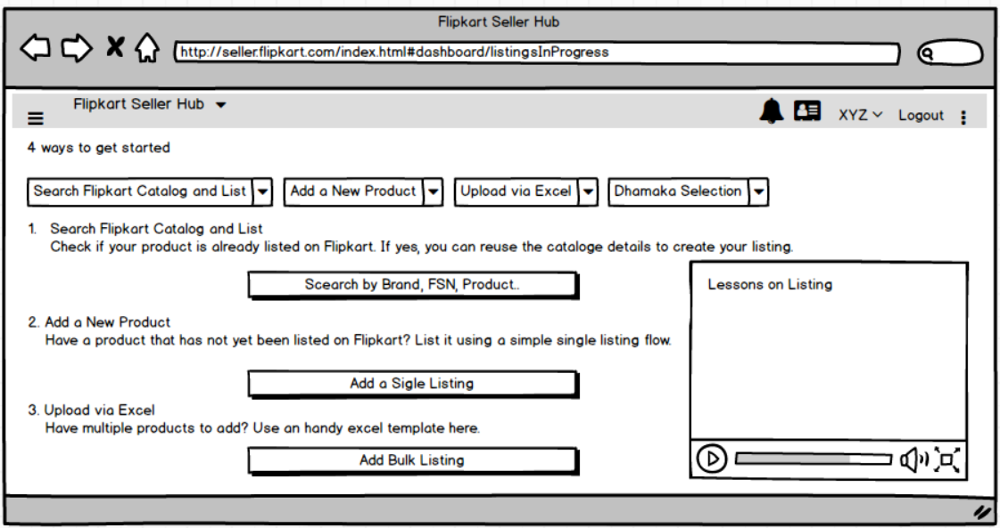 Flipkart Seller Hub
http://seller.flipkart.com/index.html#dashboard/listingsInProgress
Flipkart Seller Hub
XYZ Logout
4 ways to get started
Search Flipkart Catalog and List Add a New Product Upload via Excel Dhamaka Selection
1. Search Flipkart Catalog and List
Check if your product is already listed on Flipkart. If yes, you can reuse the cataloge details to create your listing.
Scearch by Brand, FSN, Product..
Lessons on Listing
2. Add a New Product
Have a product that has not yet been listed on Flipkart? List it using a simple single listing flow.
Add a Sigle Listing
3. Upload via Excel
Have multiple products to add? Use an handy excel template here.
Add Bulk Listing